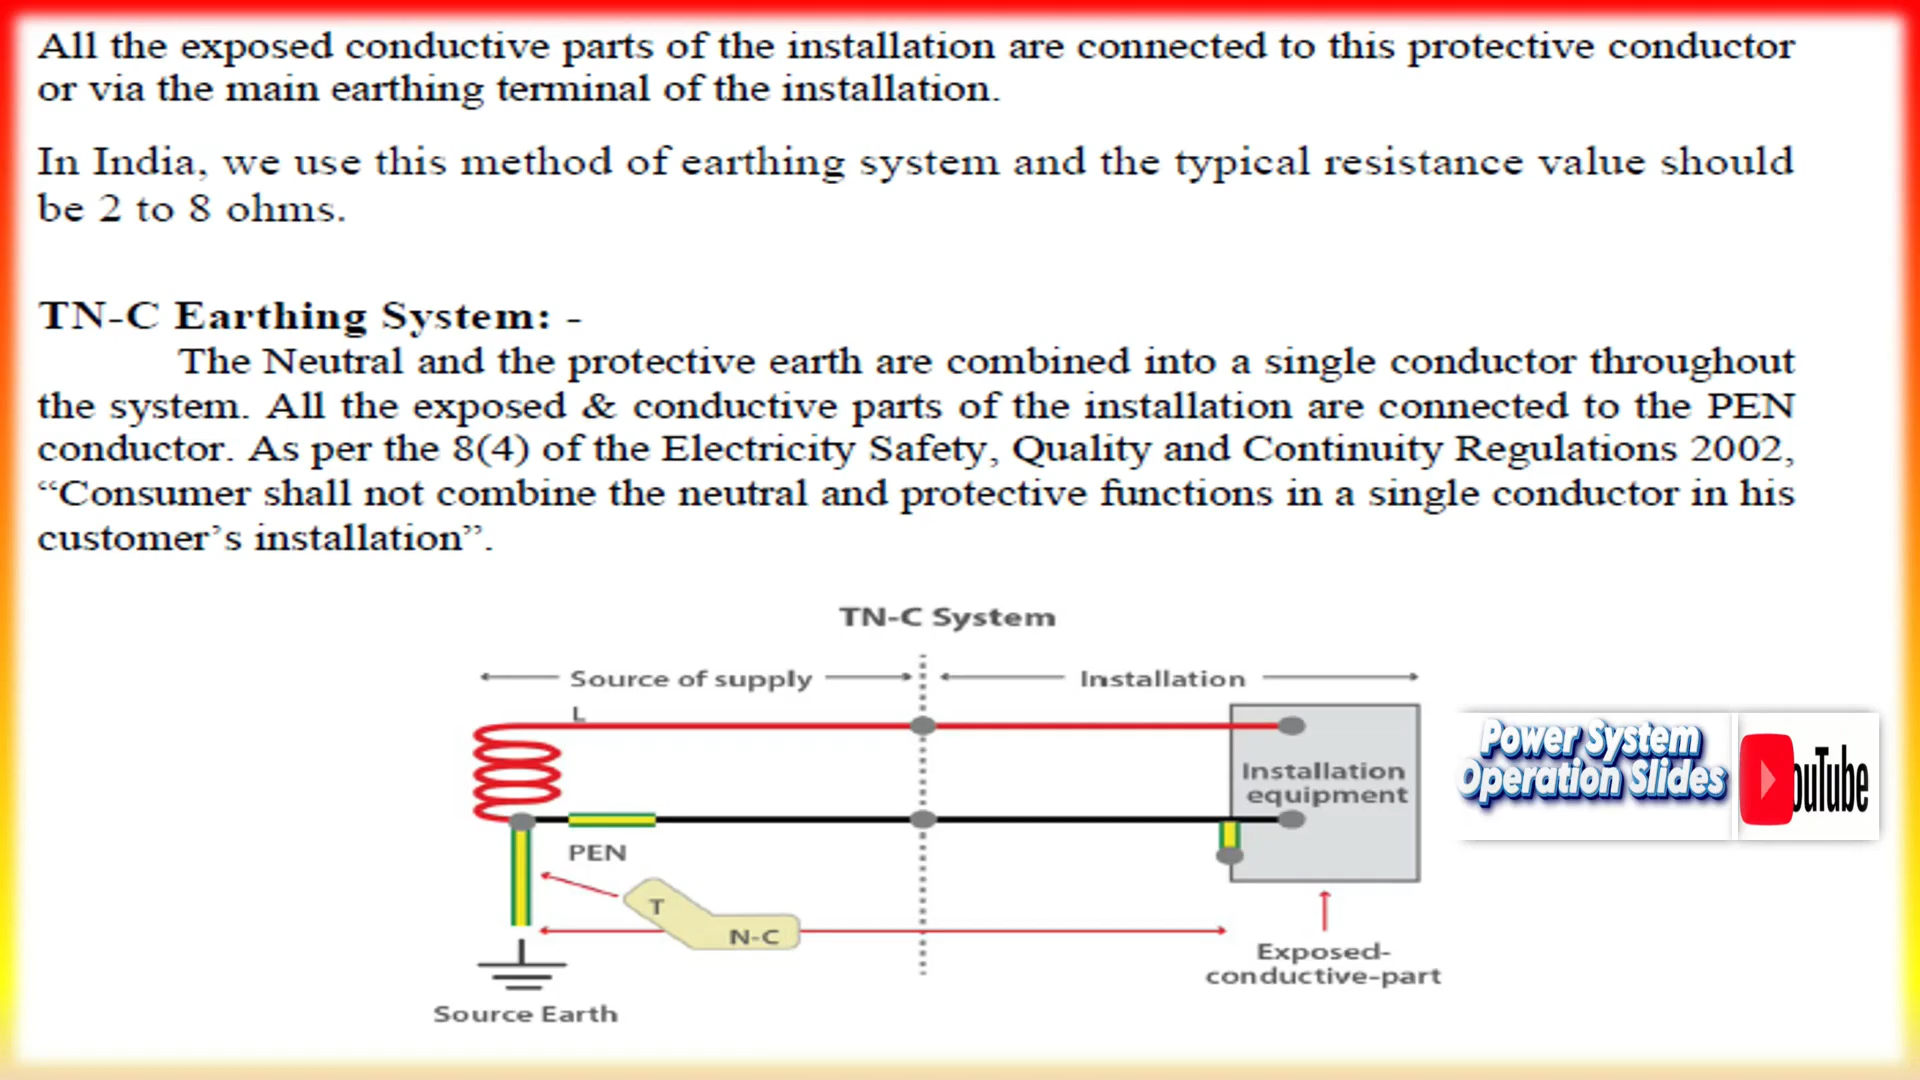 All the exposed conductive parts of the installation are connected to this protective conductor
or via the main earthing terminal of the installation.
In India, we use this method of earthing system and the typical resistance value should
be 2 to 8 ohms.
TN-C Earthing System: -
The Neutral and the protective earth are combined into a single conductor throughout
the system. All the exposed & conductive parts of the installation are connected to the PEN
conductor. As per the 8(4) of the Electricity Safety, Quality and Continuity Regulations 2002,
“Consumer shall not combine the neutral and protective functions in a single conductor in his
customer’s installation”.
TN-C System
Source of supply
Installation
L
Installation
equipment
PEN
T
N-C
Exposed-
conductive-part
Source Earth
Power System
Operation Slides
ouTube